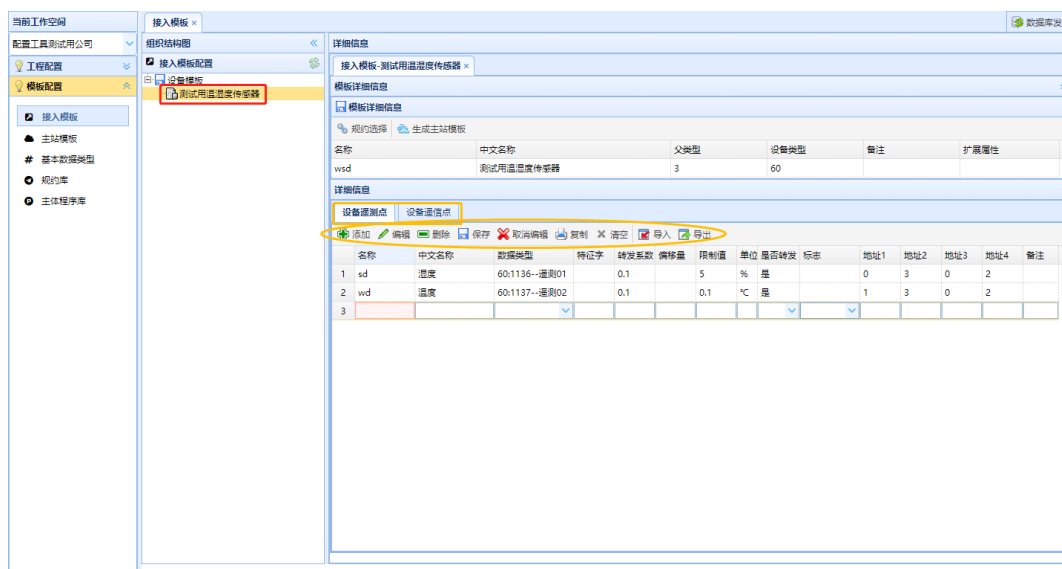 当前工作空间
配置工具测试用公司
工程配置
模板配置
接入模板
主站模板
# 基本数据类型
规约库
主体程序库
接入模板 ×
数据库发
组织结构图
接入模板配置
设备模板
测试用温湿度传感器
详细信息
接入模板-测试用温湿度传感器 ×
模板详细信息
模板详细信息
规约选择 生成主站模板
名称 中文名称 父类型 设备类型 备注 扩展属性
wsd 测试用温湿度传感器 3 60
详细信息
设备遥测点 设备遥信点
添加 编辑 删除 保存 取消编辑 复制 清空 导入 导出
名称 中文名称 数据类型 特征字 转发系数 偏移量 限制值 单位 是否转发 标志 地址1 地址2 地址3 地址4 备注
1 sd 湿度 60:1136--遥测01 0.1 5 % 是 0 3 0 2
2 wd 温度 60:1137--遥测02 0.1 0.1 ℃ 是 1 3 0 2
3